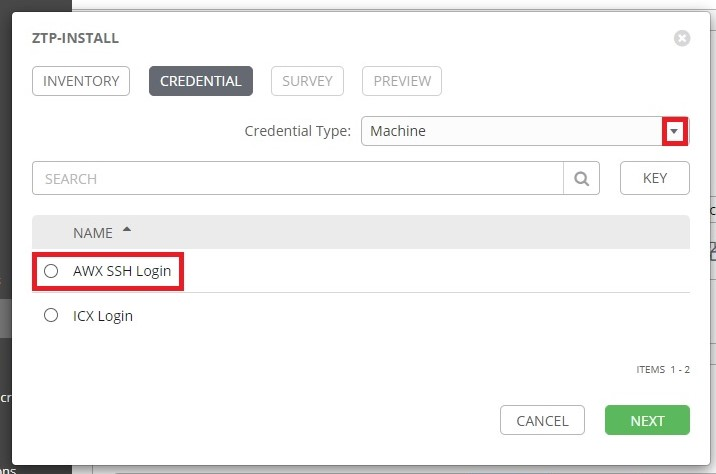 ZTP-INSTALL
INVENTORY CREDENTIAL SURVEY PREVIEW
Credential Type: Machine
SEARCH KEY
NAME
AWX SSH Login
ICX Login
ITEMS 1 - 2
CANCEL NEXT